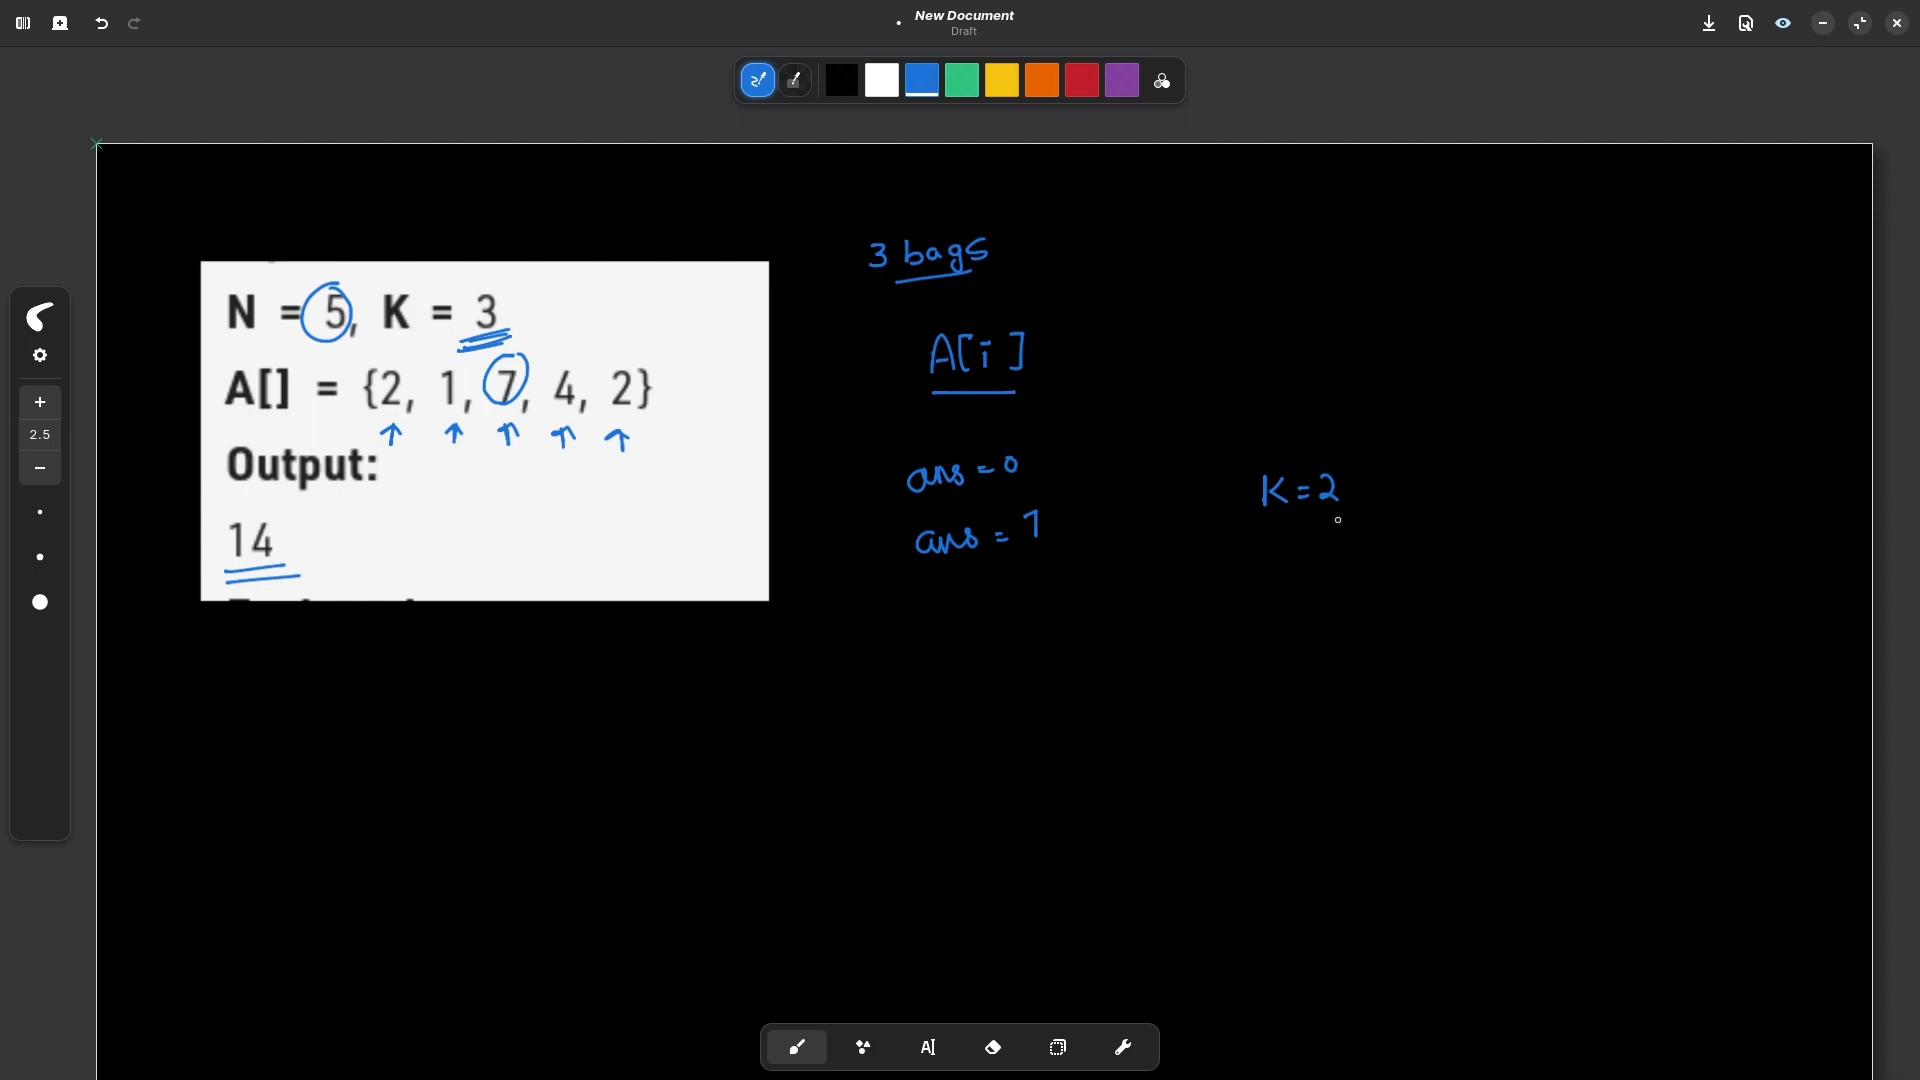 New Document
Draft
N = 5, K = 3
A[] = {2, 1, 7, 4, 2}
Output:
14
3 bags
A[i]
ans = 0
ans = 7
K = 2
2.5